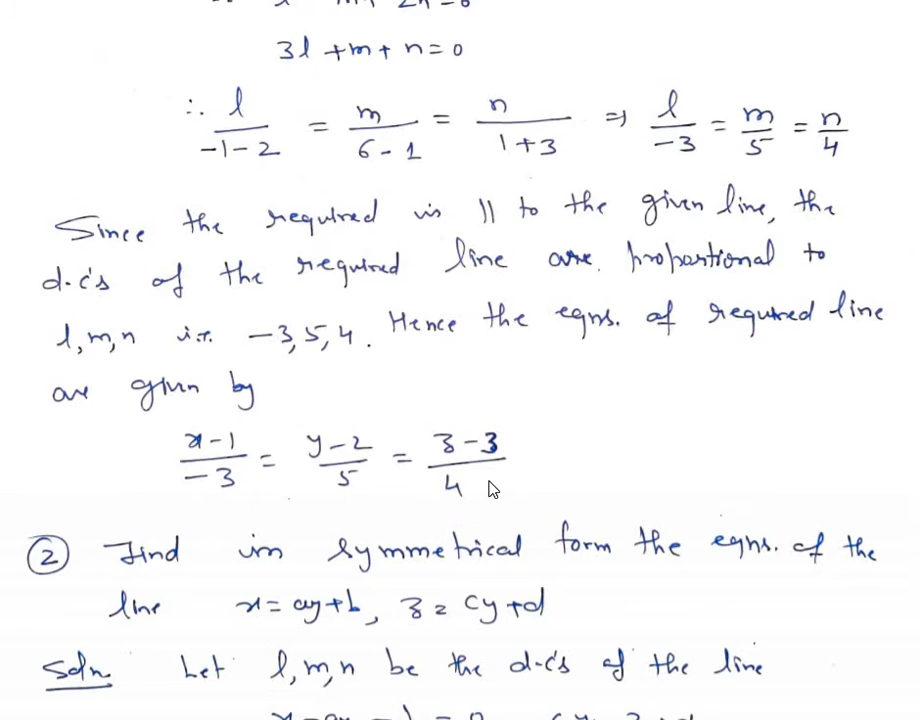 3l + m + n = 0
∴ l/(-1-2) = m/(6-1) = n/(1+3) ⇒ l/-3 = m/5 = n/4
Since the required is || to the given line, the
d.c's of the required line are proportional to
l, m, n i.e. -3, 5, 4. Hence the eqns. of required line
are given by
(x-1)/-3 = (y-2)/5 = (z-3)/4
② Find in symmetrical form the eqns. of the
line x = ay+b, z = cy+d
Soln Let l, m, n be the d.c's of the line